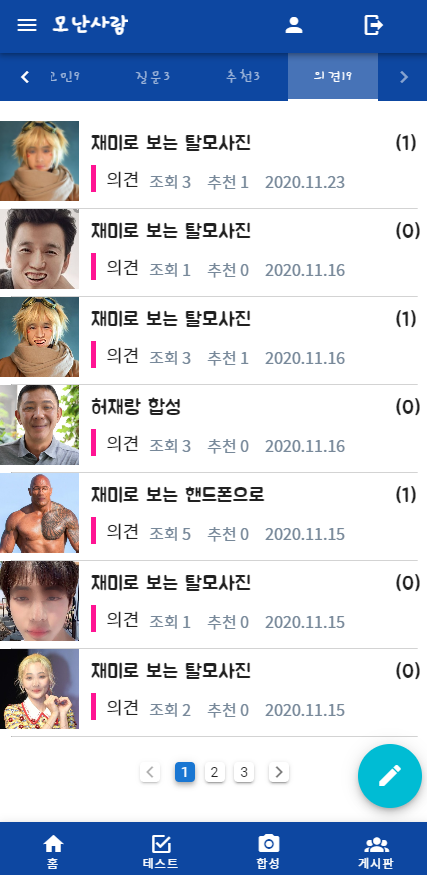 모난사람
고민9 질문3 추천3 의견19
재미로 보는 탈모사진 (1)
의견 조회 3 추천 1 2020.11.23
재미로 보는 탈모사진 (0)
의견 조회 1 추천 0 2020.11.16
재미로 보는 탈모사진 (1)
의견 조회 3 추천 1 2020.11.16
허재랑 합성 (0)
의견 조회 3 추천 0 2020.11.16
재미로 보는 핸드폰으로 (1)
의견 조회 5 추천 0 2020.11.15
재미로 보는 탈모사진 (0)
의견 조회 1 추천 0 2020.11.15
재미로 보는 탈모사진 (0)
의견 조회 2 추천 0 2020.11.15
1 2 3
홈 테스트 합성 게시판